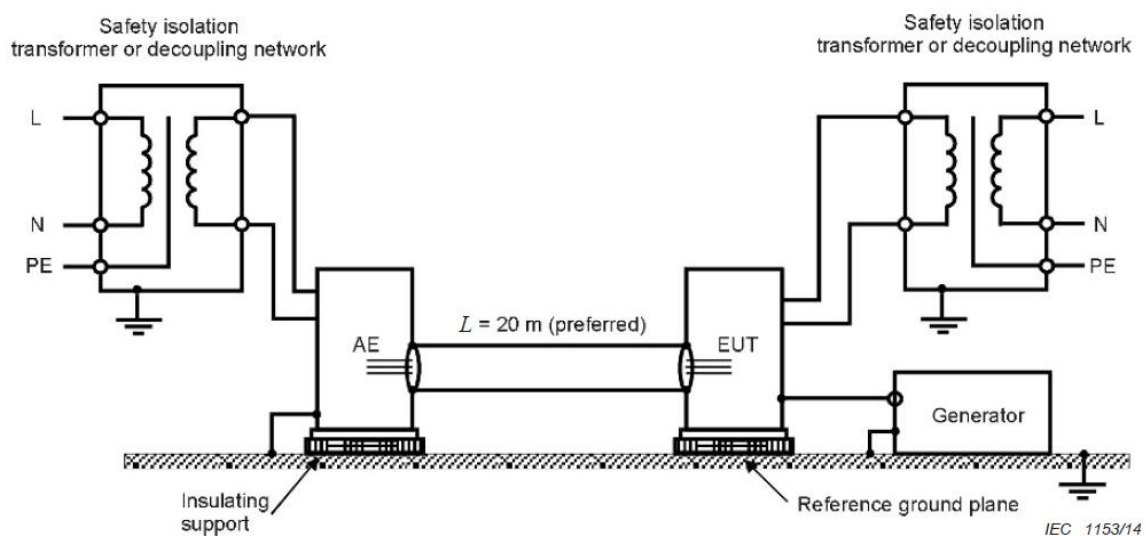 Safety isolation
transformer or decoupling network
Safety isolation
transformer or decoupling network
L
N
PE
L
N
PE
L = 20 m (preferred)
AE
EUT
Generator
Insulating
support
Reference ground plane
IEC 1153/14